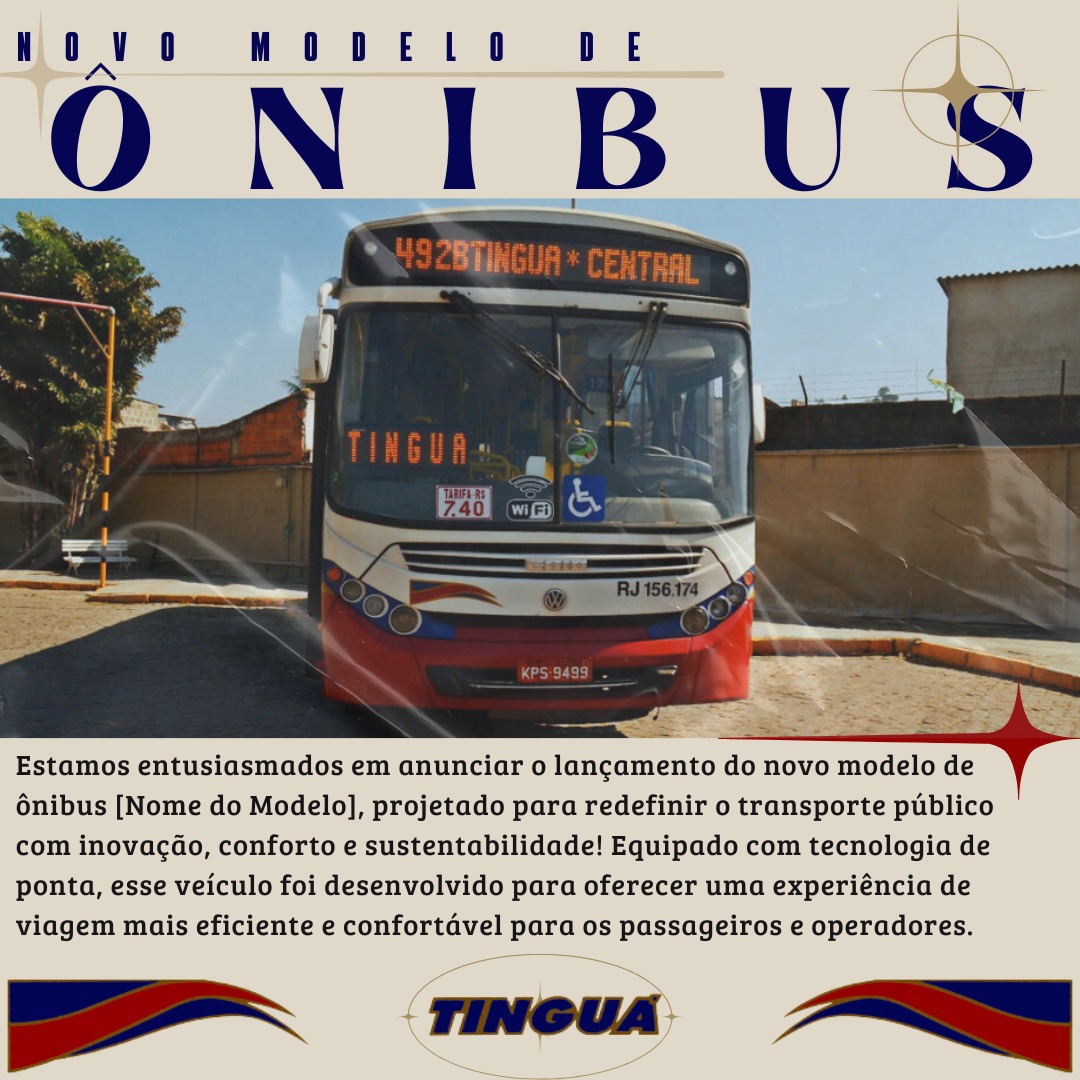 NOVO MODELO DE
ÔNIBUS
492B TINGUA * CENTRAL
TINGUA
TARIFA R$
7,40
WiFi
RJ 156.174
KPS 9499
Estamos entusiasmados em anunciar o lançamento do novo modelo de
ônibus [Nome do Modelo], projetado para redefinir o transporte público
com inovação, conforto e sustentabilidade! Equipado com tecnologia de
ponta, esse veículo foi desenvolvido para oferecer uma experiência de
viagem mais eficiente e confortável para os passageiros e operadores.
TINGUÁ